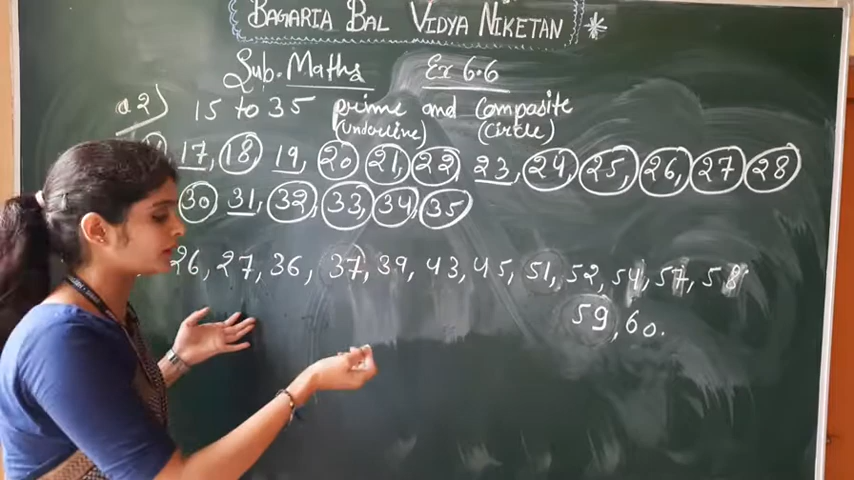 BAGARIA BAL VIDYA NIKETAN
Sub. Maths Ex 6.6
Q2) 15 to 35 prime and composite
(underline) (circle)
17, 18, 19, 20, 21, 22, 23, 24, 25, 26, 27, 28
30, 31, 32, 33, 34, 35
26, 27, 36, 37, 39, 43, 45, 51, 52, 54, 57, 58
59, 60.